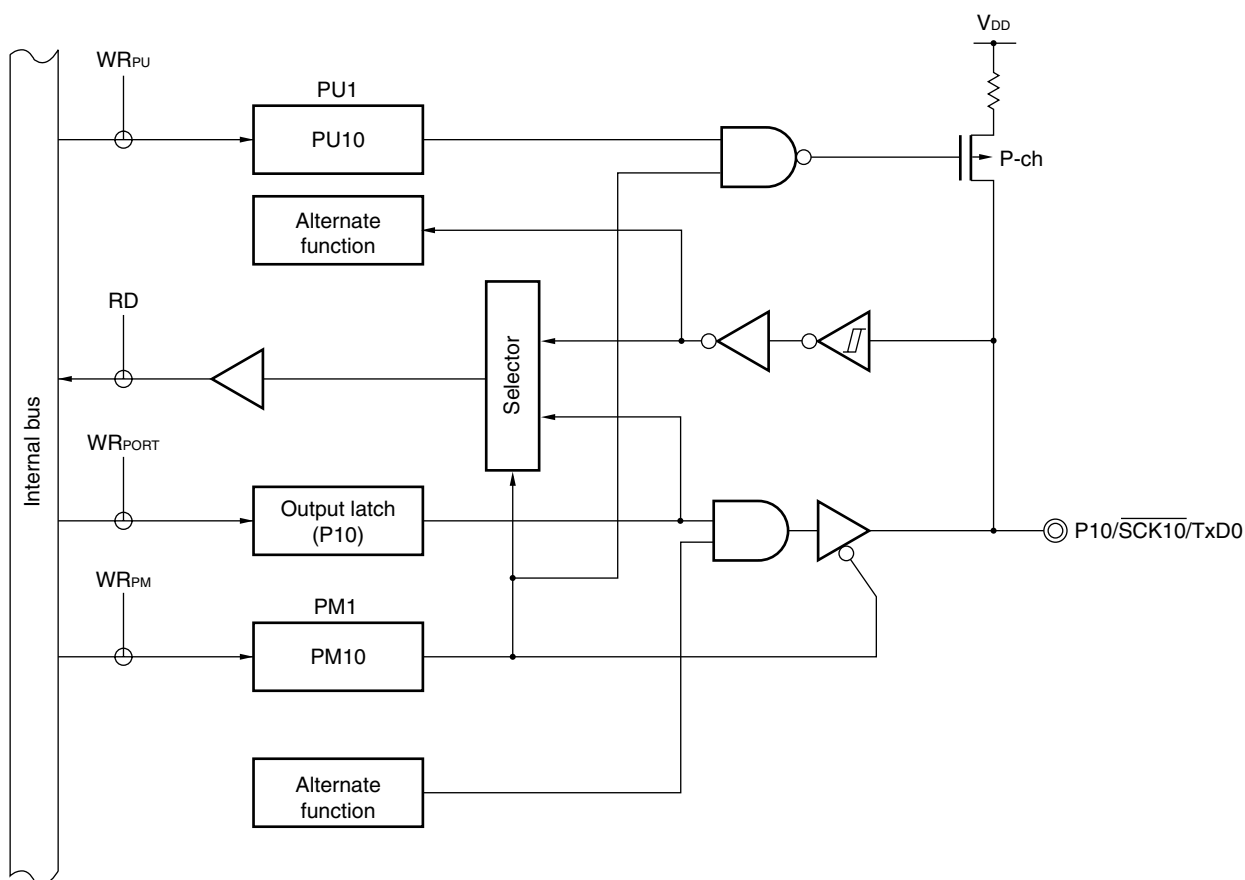 VDD
WRPU
PU1
PU10
P-ch
Alternate
function
RD
Selector
Internal bus
WRPORT
Output latch
(P10)
P10/SCK10/TxD0
WRPM
PM1
PM10
Alternate
function